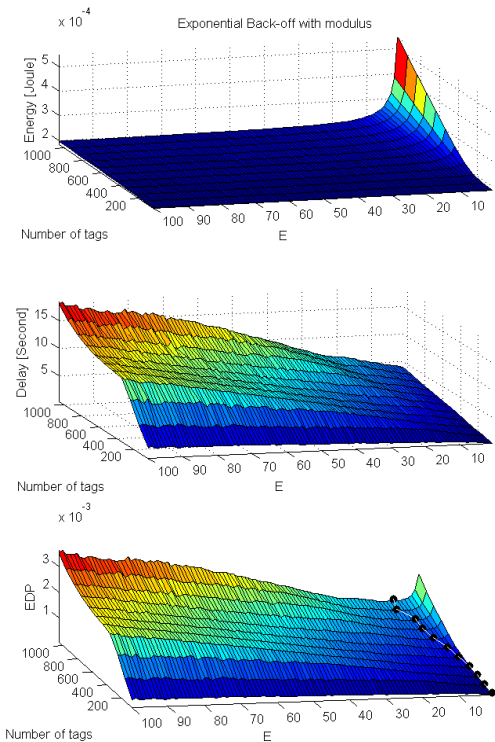 x 10⁻⁴
Exponential Back-off with modulus
Energy [Joule]
5
4
3
2
1000
800
600
400
200
100 90 80 70 60 50 40 30 20 10
Number of tags
E
Delay [Second]
15
10
5
1000
800
600
400
200
100 90 80 70 60 50 40 30 20 10
Number of tags
E
x 10⁻³
EDP
3
2
1
1000
800
600
400
200
100 90 80 70 60 50 40 30 20 10
Number of tags
E